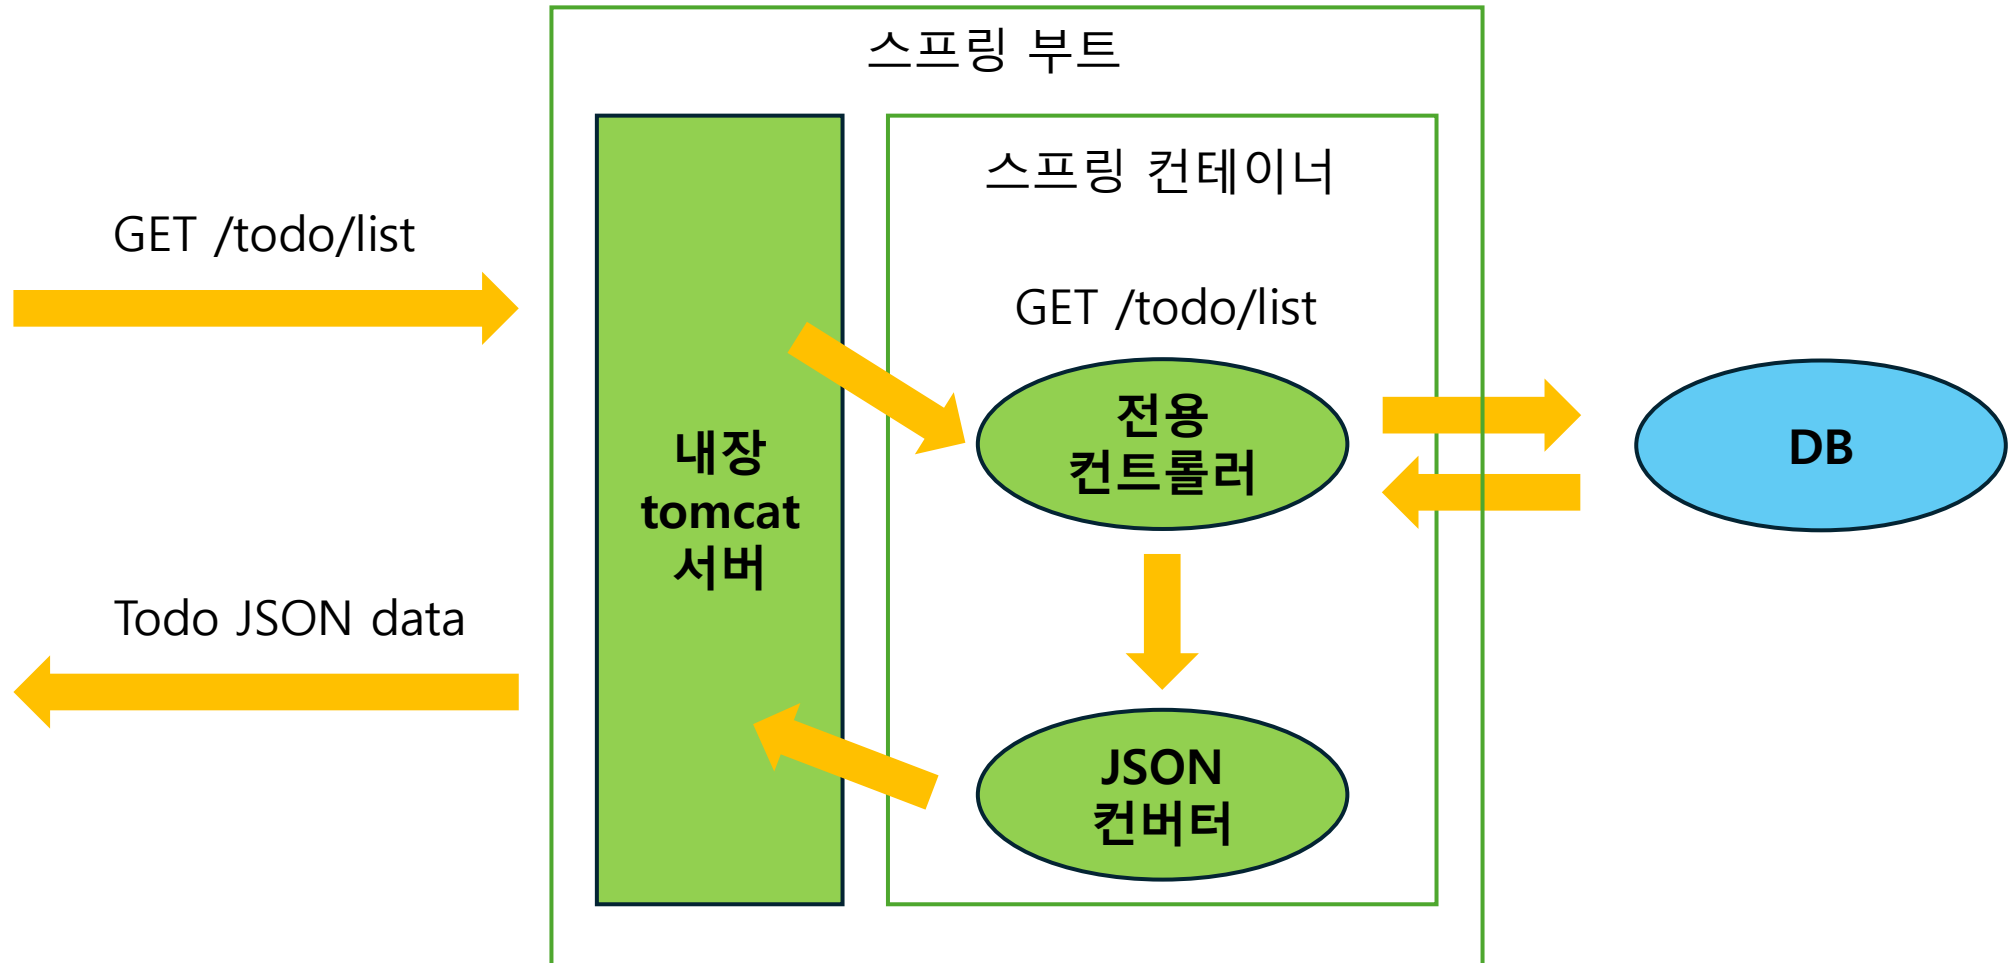 스프링 부트
스프링 컨테이너
GET /todo/list
GET /todo/list
전용
컨트롤러
DB
내장
tomcat
서버
Todo JSON data
JSON
컨버터